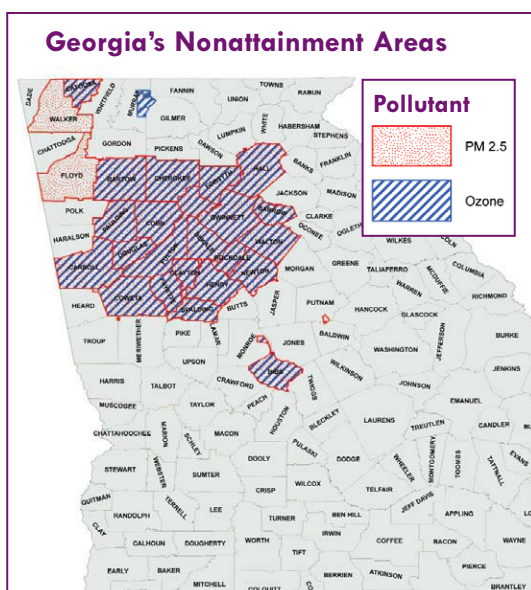 Georgia's Nonattainment Areas
Pollutant
PM 2.5
Ozone
DADE
CATOOSA
WHITFIELD
MURRAY
FANNIN
TOWNS
RABUN
UNION
WALKER
GILMER
WHITE
HABERSHAM
LUMPKIN
STEPHENS
CHATTOOGA
GORDON
PICKENS
DAWSON
BANKS
FRANKLIN
FLOYD
BARTOW
CHEROKEE
FORSYTH
HALL
JACKSON
MADISON
POLK
PAULDING
COBB
GWINNETT
BARROW
CLARKE
OCONEE
OGLETH
HARALSON
DOUGLAS
FULTON
DEKALB
WALTON
WILKES
COLN
CARROLL
ROCKDALE
NEWTON
MORGAN
GREENE
TALIAFERRO
MCDUFFIE
COLUMBIA
CLAYTON
HENRY
FAYETTE
COWETA
SPALDING
BUTTS
JASPER
PUTNAM
HANCOCK
WARREN
GLASCOCK
RICHMOND
HEARD
TROUP
MERIWETHER
PIKE
LAMAR
MONROE
JONES
BALDWIN
WASHINGTON
JEFFERSON
BURKE
UPSON
BIBB
TWIGGS
WILKINSON
JENKINS
HARRIS
TALBOT
CRAWFORD
PEACH
JOHNSON
MUSCOGEE
TAYLOR
HOUSTON
BLECKLEY
LAURENS
EMANUEL
TREUTLEN
CANDLER
BU
CHATTAHOOCHEE
MARION
SCHLEY
MACON
PULASKI
DODGE
WHEELER
MONTGOMERY
TOOMBS
TATTNALL
EVANS
STEWART
WEBSTER
SUMTER
DOOLY
WILCOX
TELFAIR
QUITMAN
CRISP
JEFF DAVIS
RANDOLPH
TERRELL
LEE
TURNER
BEN HILL
APPLING
LO
CLAY
CALHOUN
DOUGHERTY
WORTH
IRWIN
COFFEE
BACON
WAYNE
TIFT
PIERCE
EARLY
BAKER
MITCHELL
COLQUITT
BERRIEN
ATKINSON
BRANTLEY